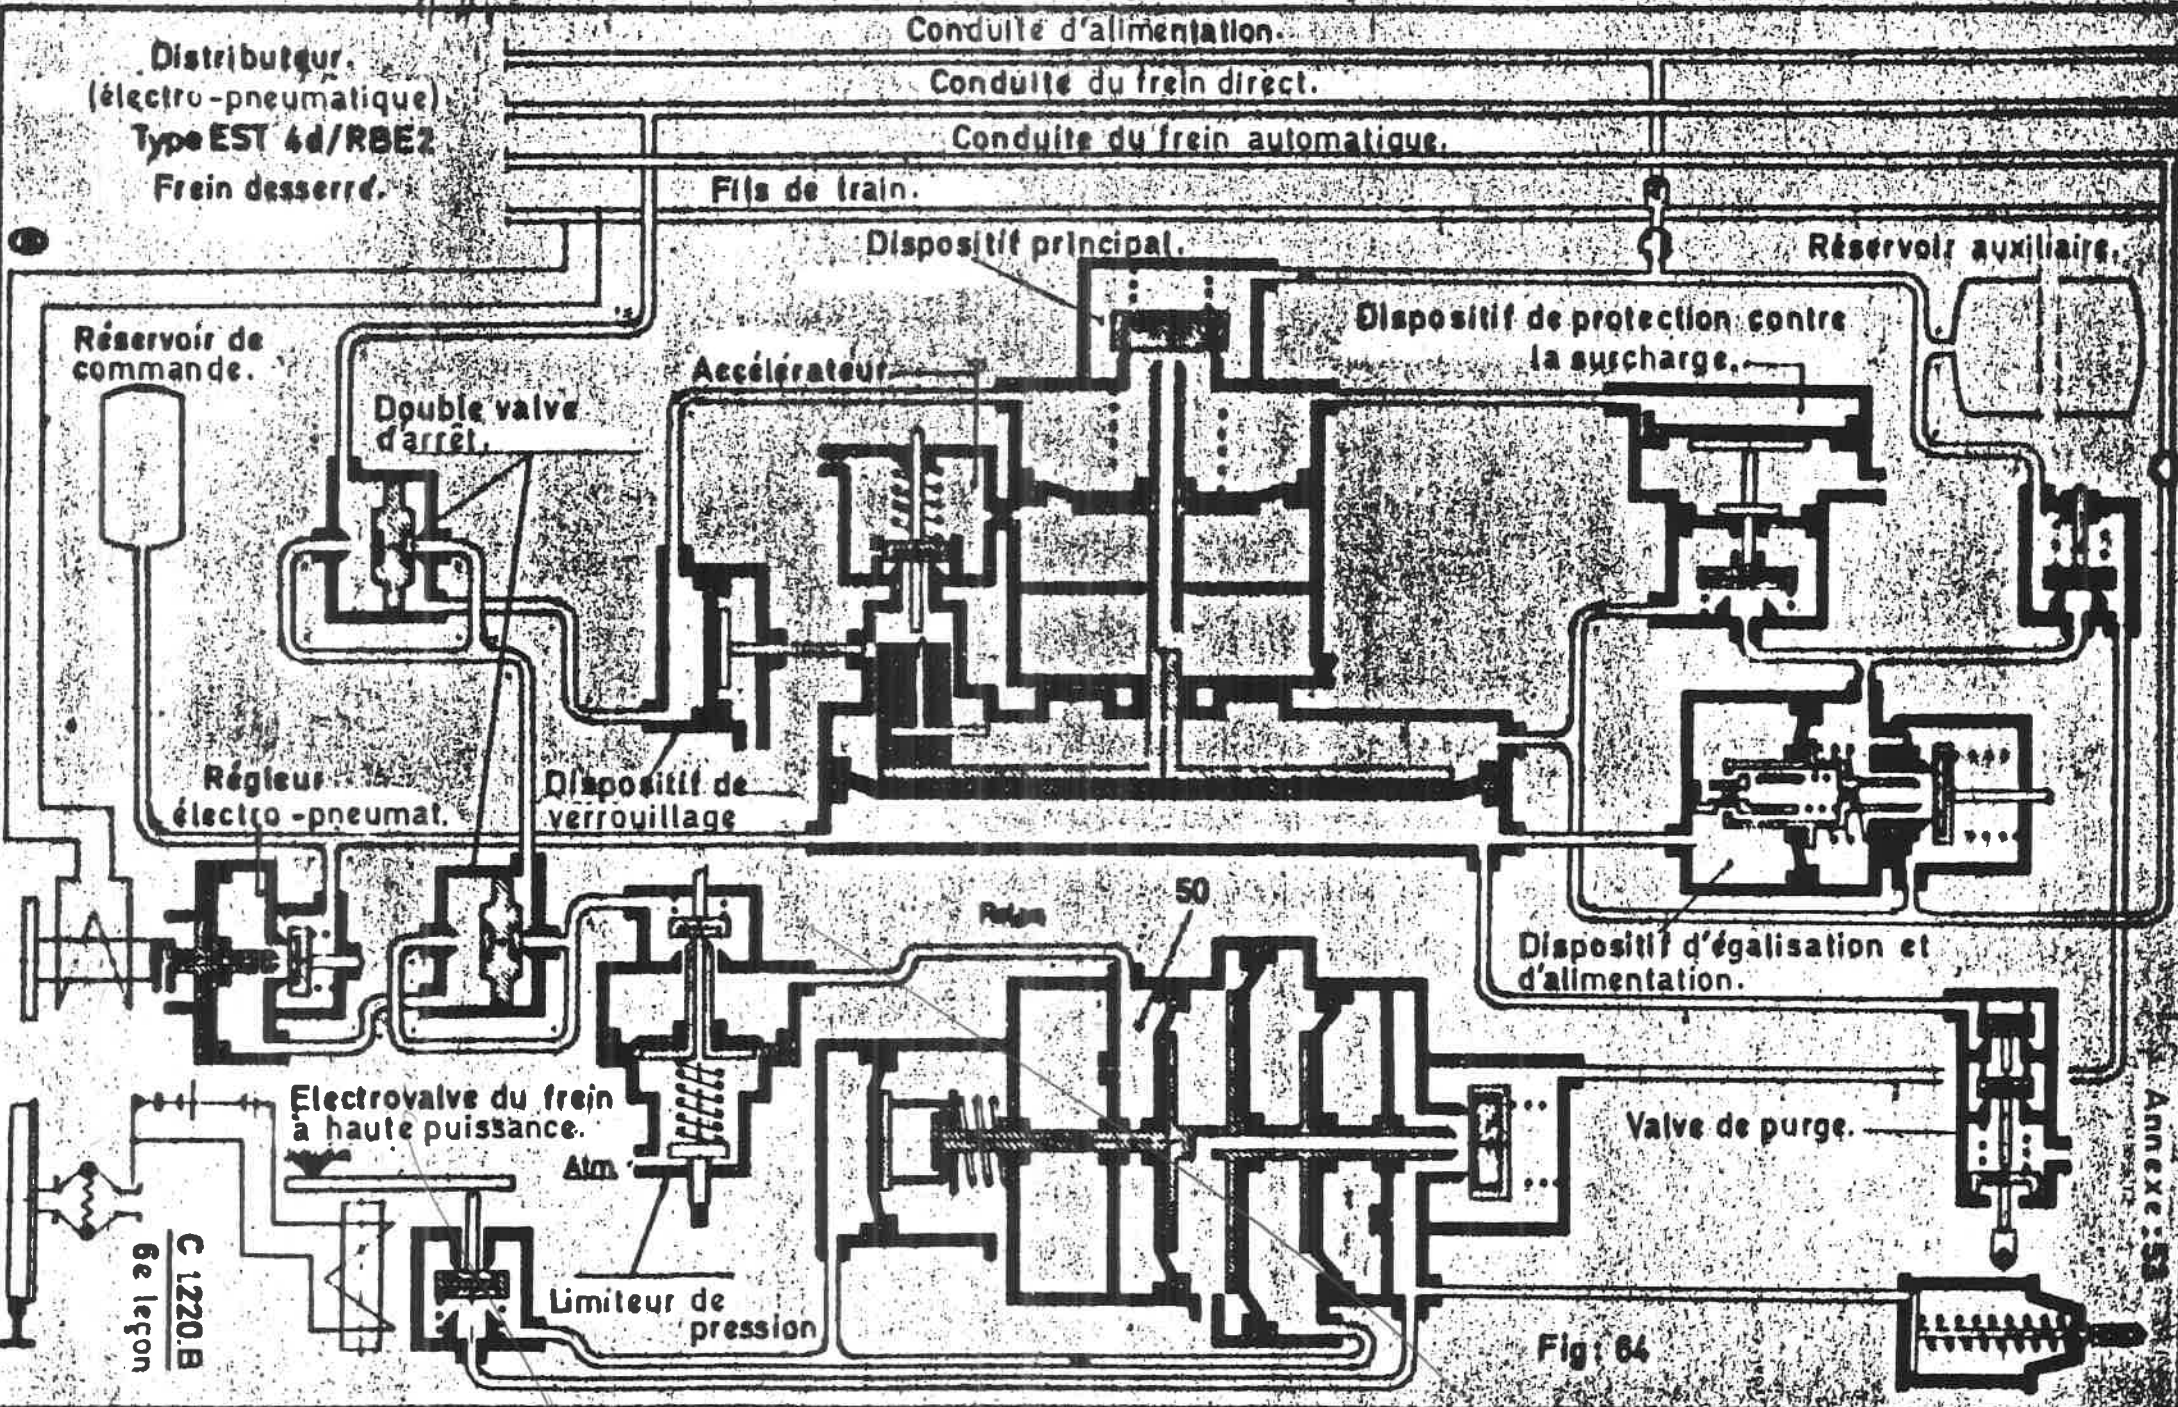 Conduite d'alimentation.
Distributeur.
(électro-pneumatique)
Type EST 4d/RBE2
Frein desserré.
Conduite du frein direct.
Conduite du frein automatique.
Fils de train.
Dispositif principal.
Réservoir auxiliaire.
Réservoir de
commande.
Accélérateur
Dispositif de protection contre
la surcharge.
Double valve
d'arrêt.
Régleur
électro-pneumat.
Dispositif de
verrouillage
50
Dispositif d'égalisation et
d'alimentation.
Electrovalve du frein
à haute puissance.
Atm.
Valve de purge.
Annexe: 53
Limiteur de
pression
C 1220.B
6e leçon
Fig: 64